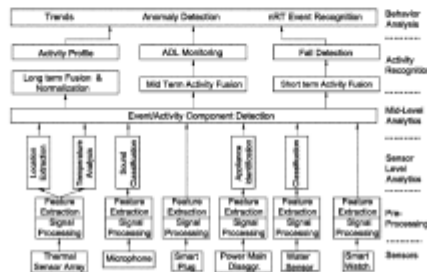 Trends Anomaly Detection nRT Event Recognition
Behavior
Analysis
Activity Profile ADL Monitoring Fall Detection
Activity
Recognition
Long term Fusion &
Normalization
Mid Term Activity Fusion
Short term Activity Fusion
Event/Activity Component Detection
Mid-Level
Analytics
Location
Extraction
Temperature
Analysis
Sound
Classification
Appliance
Identification
Classification
Sensor
Level
Analytics
Feature
Extraction
Signal
Processing
Feature
Extraction
Signal
Processing
Feature
Extraction
Signal
Processing
Feature
Extraction
Signal
Processing
Feature
Extraction
Signal
Processing
Feature
Extraction
Signal
Processing
Pre-
Processing
Thermal
Sensor Array
Microphone
Smart
Plug
Power Main
Disaggr.
Water
Sensor
Smart
Watch
Sensors